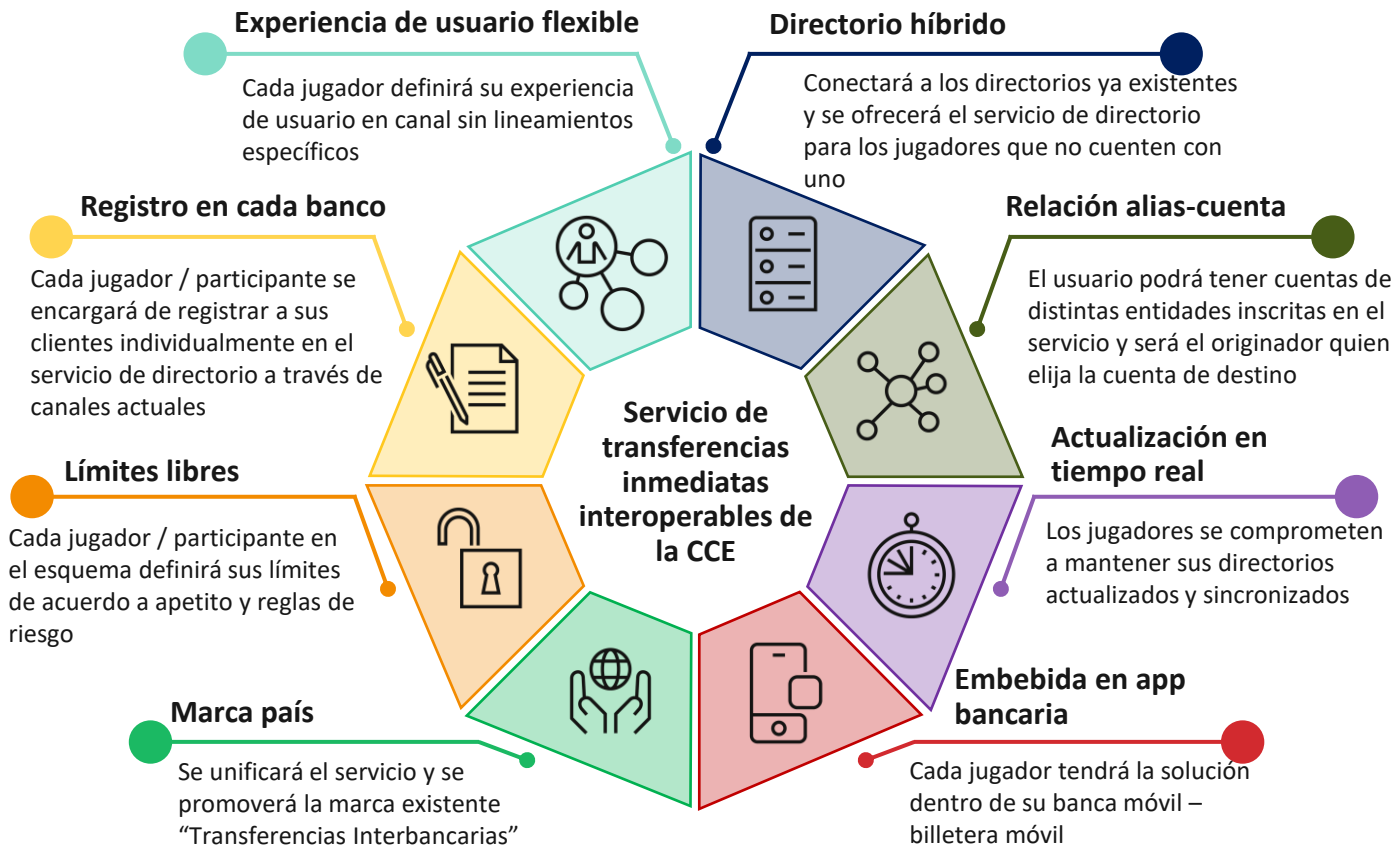 Experiencia de usuario flexible
Cada jugador definirá su experiencia
de usuario en canal sin lineamientos
específicos
Directorio híbrido
Conectará a los directorios ya existentes
y se ofrecerá el servicio de directorio
para los jugadores que no cuenten con
uno
Registro en cada banco
Cada jugador / participante se
encargará de registrar a sus
clientes individualmente en el
servicio de directorio a través de
canales actuales
Relación alias-cuenta
El usuario podrá tener cuentas de
distintas entidades inscritas en el
servicio y será el originador quien
elija la cuenta de destino
Servicio de
transferencias
inmediatas
interoperables de
la CCE
Límites libres
Cada jugador / participante en
el esquema definirá sus límites
de acuerdo a apetito y reglas de
riesgo
Actualización en
tiempo real
Los jugadores se comprometen
a mantener sus directorios
actualizados y sincronizados
Marca país
Se unificará el servicio y se
promoverá la marca existente
“Transferencias Interbancarias”
Embebida en app
bancaria
Cada jugador tendrá la solución
dentro de su banca móvil –
billetera móvil